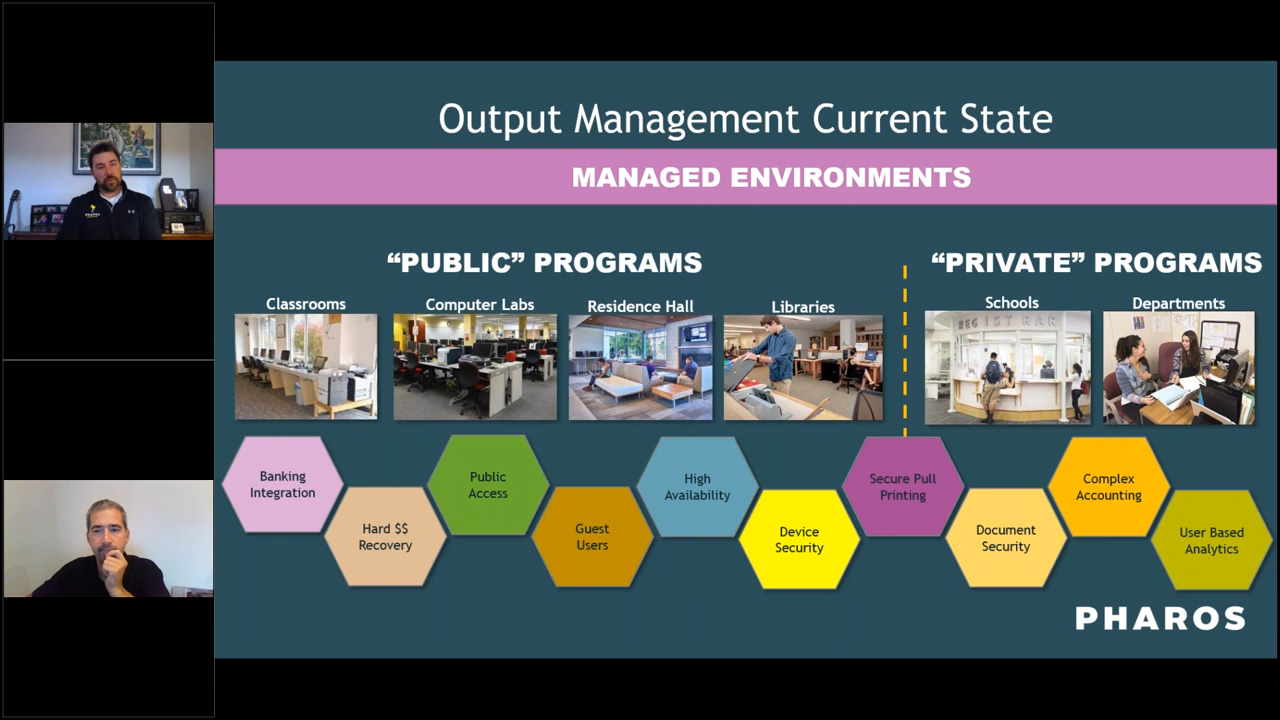 Output Management Current State
MANAGED ENVIRONMENTS
“PUBLIC” PROGRAMS
“PRIVATE” PROGRAMS
Classrooms
Computer Labs
Residence Hall
Libraries
Schools
Departments
REGISTRAR
Banking
Integration
Hard $$
Recovery
Public
Access
Guest
Users
High
Availability
Device
Security
Secure Pull
Printing
Document
Security
Complex
Accounting
User Based
Analytics
PHAROS